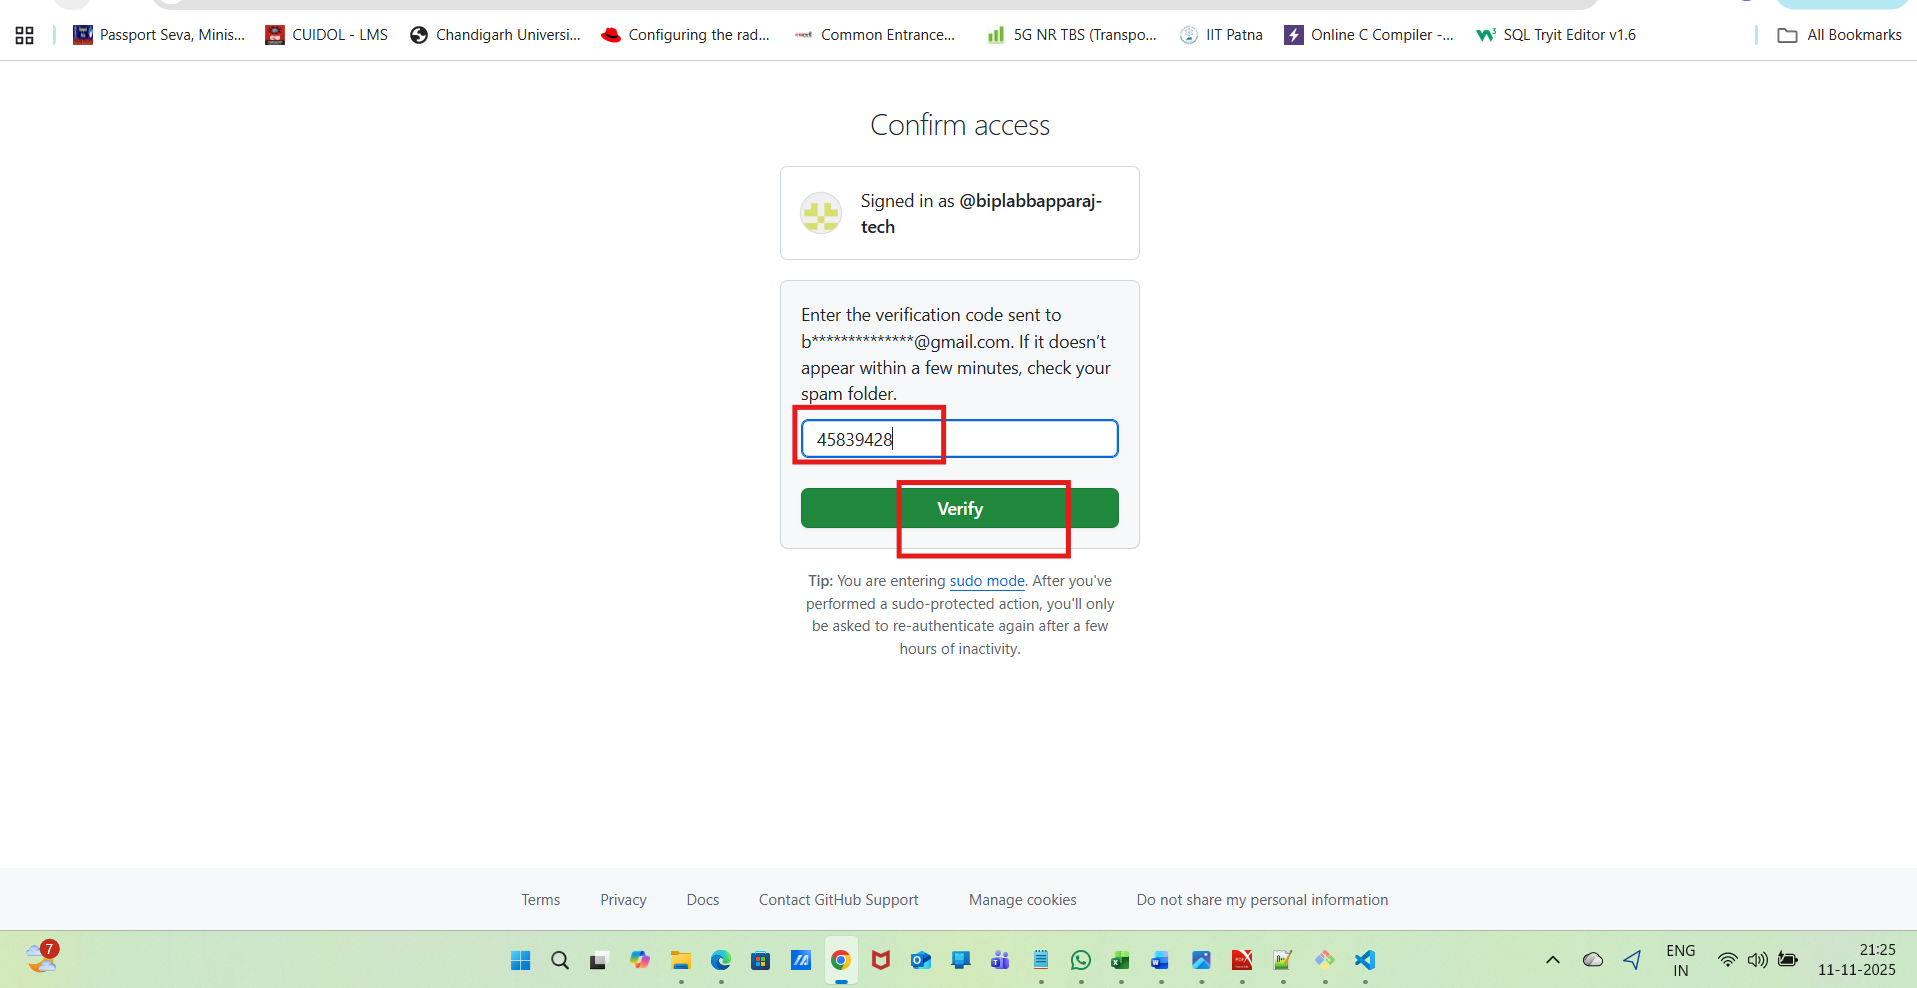 Passport Seva, Minis...
CUIDOL - LMS
Chandigarh Universi...
Configuring the rad...
Common Entrance...
5G NR TBS (Transpo...
IIT Patna
Online C Compiler -...
SQL Tryit Editor v1.6
All Bookmarks
Confirm access
Signed in as @biplabbapparaj-
tech
Enter the verification code sent to
b**************@gmail.com. If it doesn’t
appear within a few minutes, check your
spam folder.
45839428
Verify
Tip: You are entering sudo mode. After you've
performed a sudo-protected action, you'll only
be asked to re-authenticate again after a few
hours of inactivity.
Terms
Privacy
Docs
Contact GitHub Support
Manage cookies
Do not share my personal information
7
ENG
IN
21:25
11-11-2025